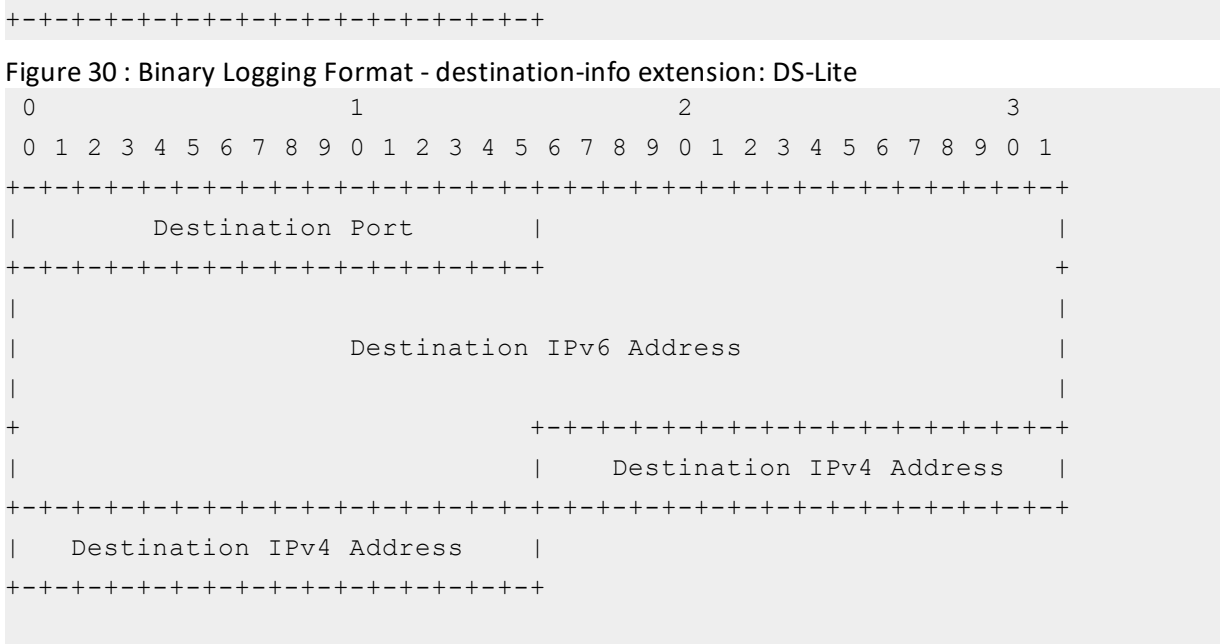 +-+-+-+-+-+-+-+-+-+-+-+-+-+-+-+-+
Figure 30 : Binary Logging Format - destination-info extension: DS-Lite
 0                   1                   2                   3
 0 1 2 3 4 5 6 7 8 9 0 1 2 3 4 5 6 7 8 9 0 1 2 3 4 5 6 7 8 9 0 1
+-+-+-+-+-+-+-+-+-+-+-+-+-+-+-+-+-+-+-+-+-+-+-+-+-+-+-+-+-+-+-+-+
|        Destination Port       |                               |
+-+-+-+-+-+-+-+-+-+-+-+-+-+-+-+-+                               +
|                                                               |
|                    Destination IPv6 Address                   |
|                                                               |
+                               +-+-+-+-+-+-+-+-+-+-+-+-+-+-+-+-+
|                               |    Destination IPv4 Address   |
+-+-+-+-+-+-+-+-+-+-+-+-+-+-+-+-+-+-+-+-+-+-+-+-+-+-+-+-+-+-+-+-+
|   Destination IPv4 Address    |
+-+-+-+-+-+-+-+-+-+-+-+-+-+-+-+-+